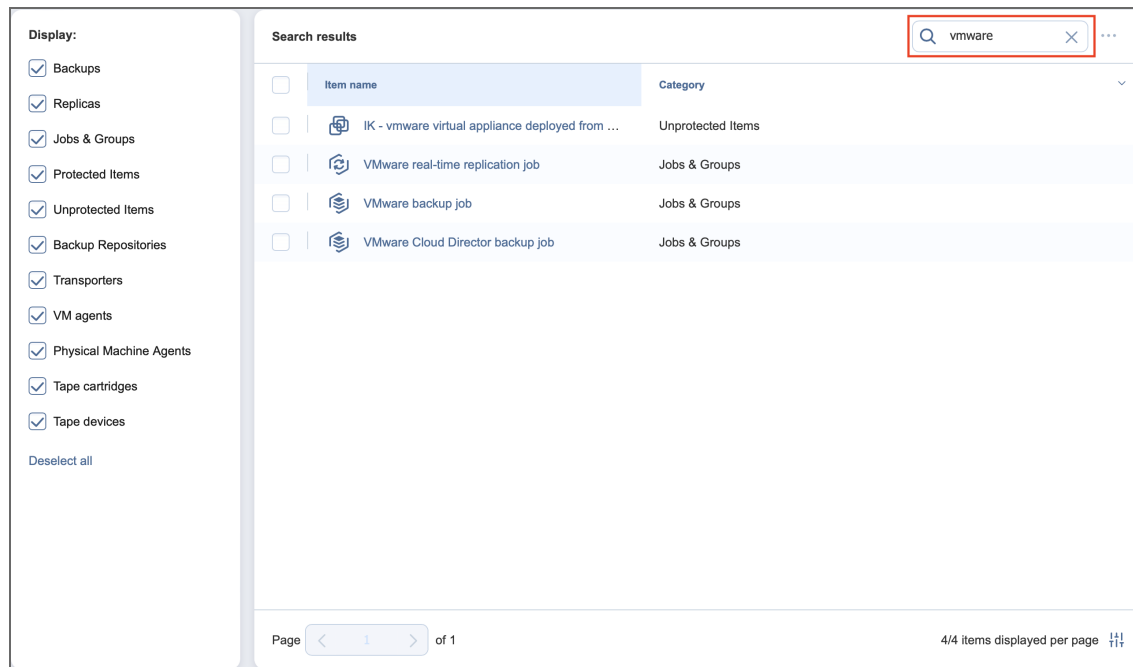 Display:
Backups
Replicas
Jobs & Groups
Protected Items
Unprotected Items
Backup Repositories
Transporters
VM agents
Physical Machine Agents
Tape cartridges
Tape devices
Deselect all
Search results
vmware
Item name Category
IK - vmware virtual appliance deployed from ... Unprotected Items
VMware real-time replication job Jobs & Groups
VMware backup job Jobs & Groups
VMware Cloud Director backup job Jobs & Groups
Page 1 of 1
4/4 items displayed per page